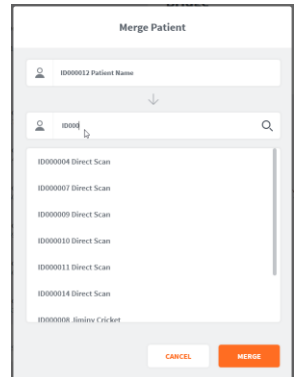 Merge Patient
ID000012 Patient Name
ID000
ID000004 Direct Scan
ID000007 Direct Scan
ID000009 Direct Scan
ID000010 Direct Scan
ID000011 Direct Scan
ID000014 Direct Scan
ID000008 Jiminy Cricket
CANCEL MERGE